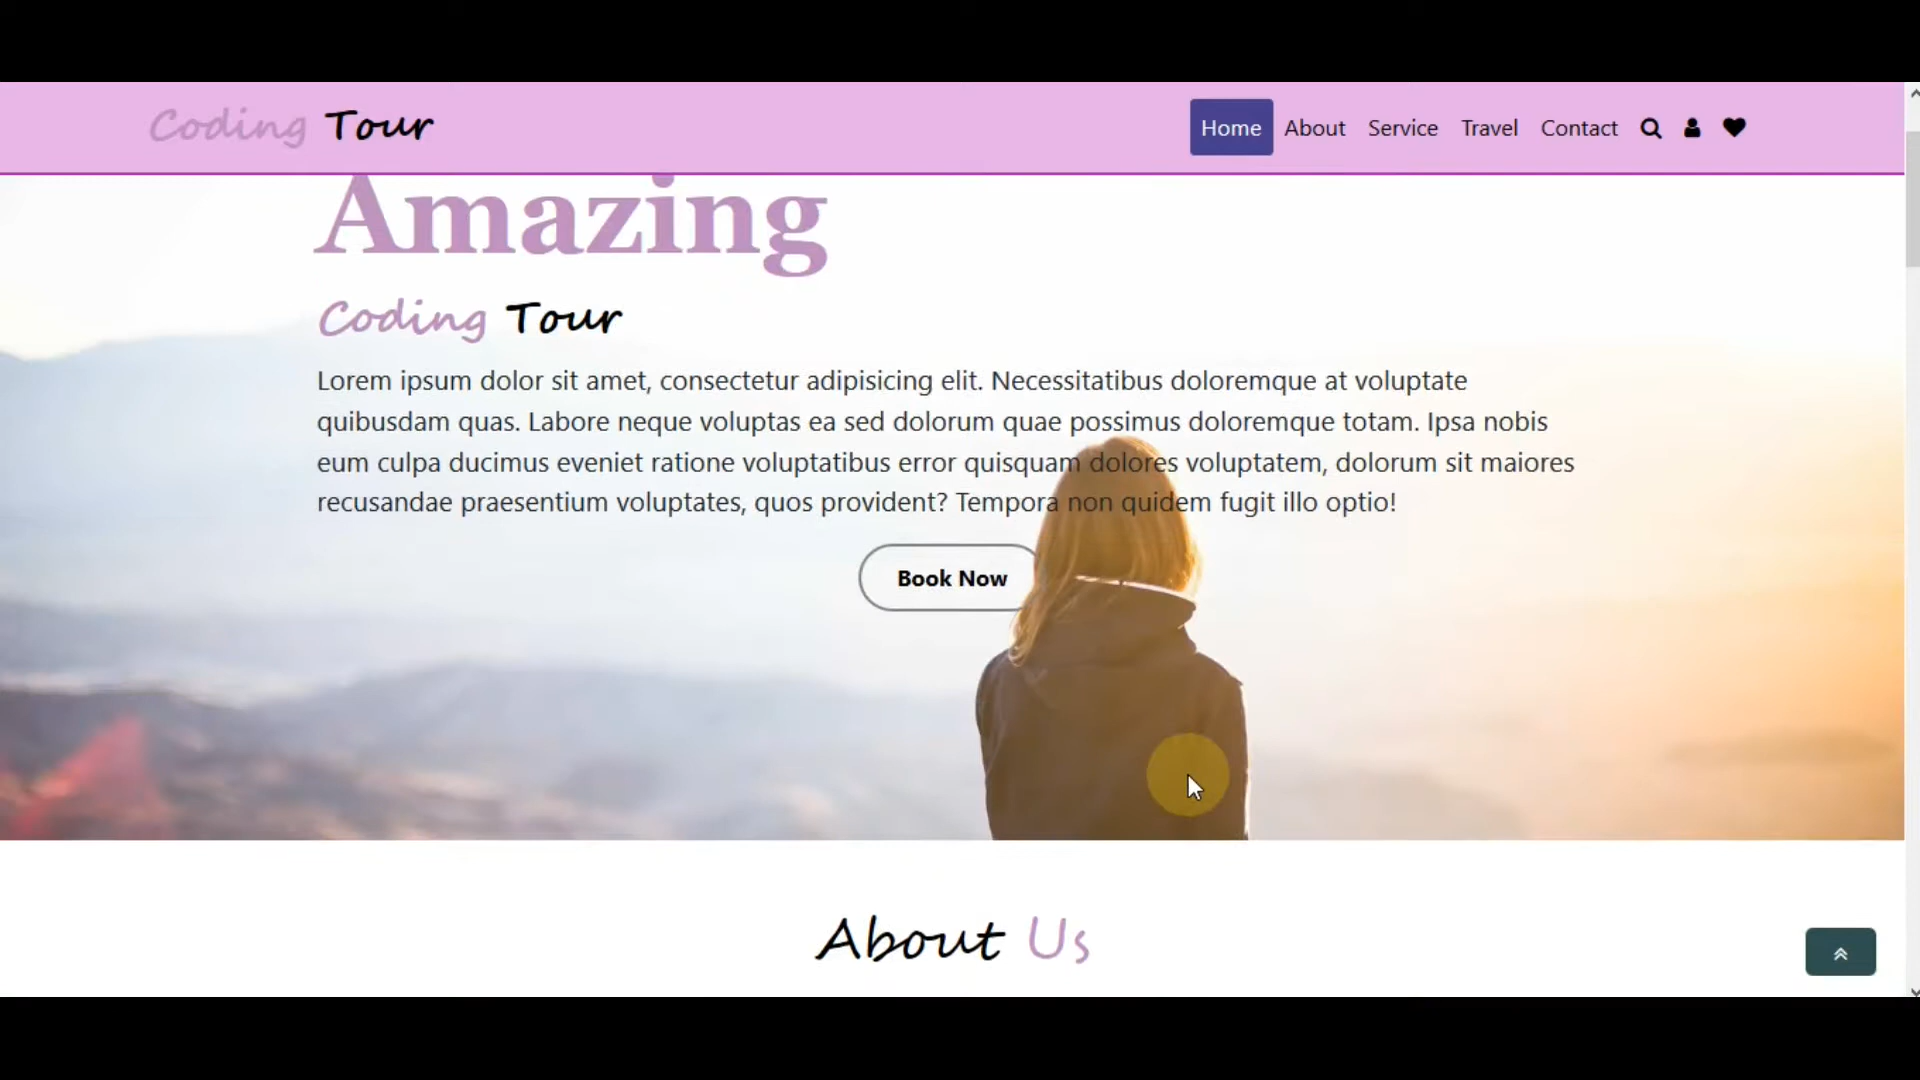 Coding Tour
Home About Service Travel Contact
Amazing
Coding Tour
Lorem ipsum dolor sit amet, consectetur adipisicing elit. Necessitatibus doloremque at voluptate
quibusdam quas. Labore neque voluptas ea sed dolorum quae possimus doloremque totam. Ipsa nobis
eum culpa ducimus eveniet ratione voluptatibus error quisquam dolores voluptatem, dolorum sit maiores
recusandae praesentium voluptates, quos provident? Tempora non quidem fugit illo optio!
Book Now
About Us